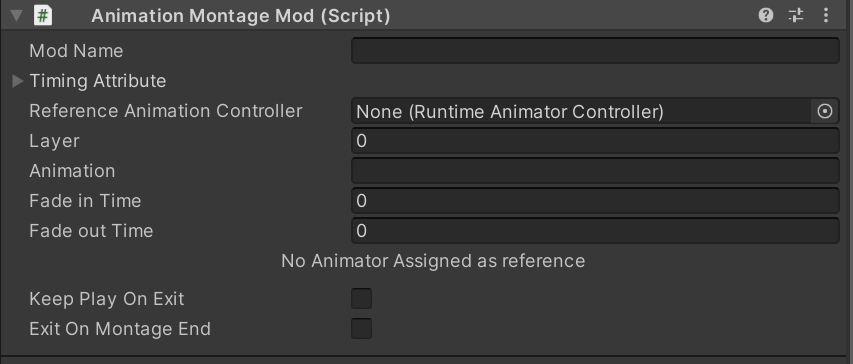 # Animation Montage Mod (Script)
Mod Name
Timing Attribute
Reference Animation Controller None (Runtime Animator Controller)
Layer 0
Animation
Fade in Time 0
Fade out Time 0
No Animator Assigned as reference
Keep Play On Exit
Exit On Montage End